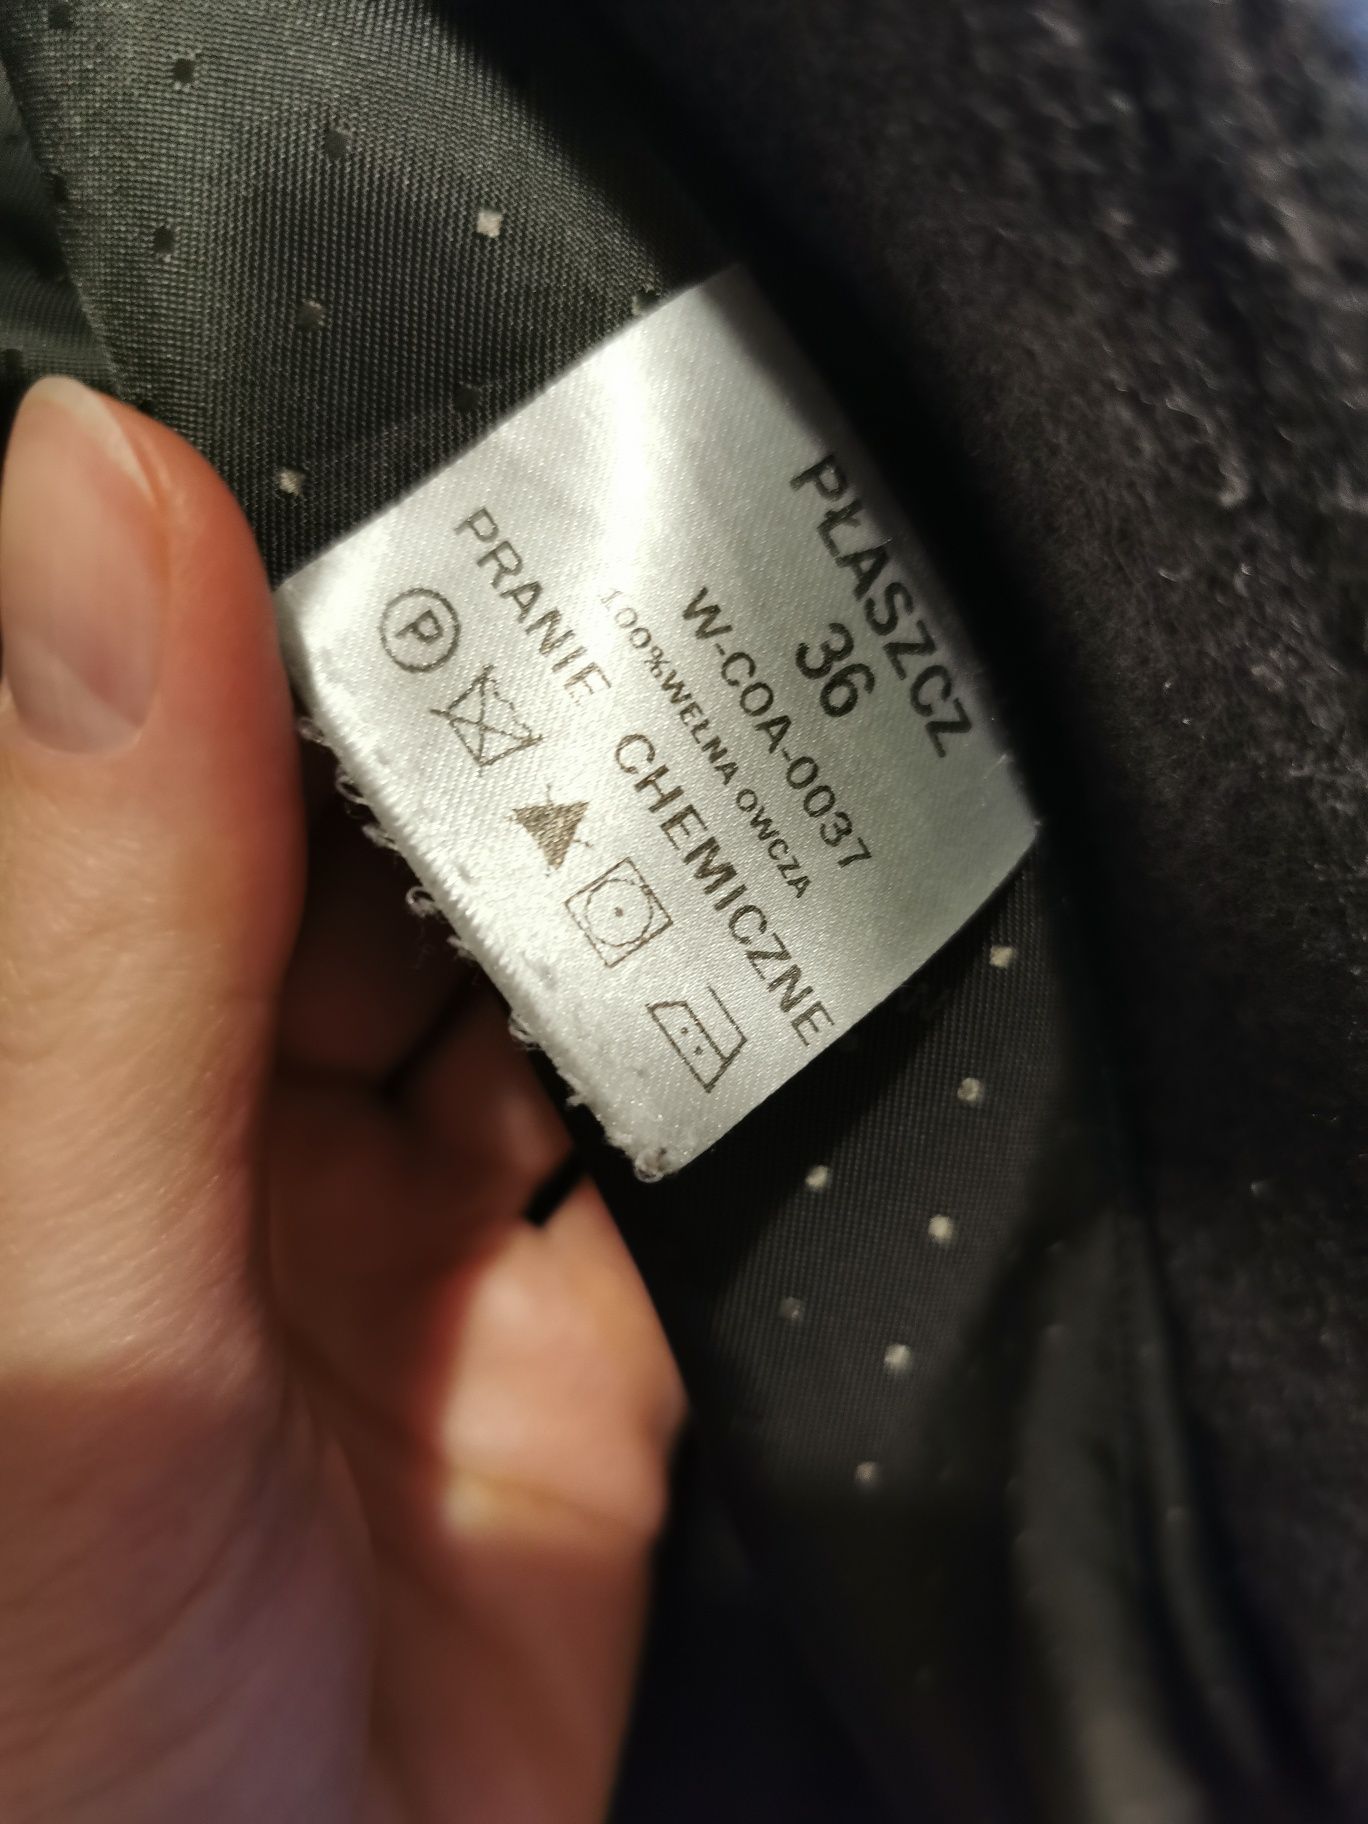 PŁASZCZ
36
W-COA-0037
100%WEŁNA OWCZA
PRANIE CHEMICZNE
P